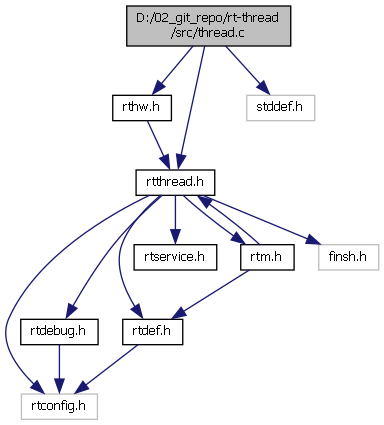 D:/02_git_repo/rt-thread
/src/thread.c
rthw.h
stddef.h
rtthread.h
rtservice.h
rtm.h
finsh.h
rtdebug.h
rtdef.h
rtconfig.h